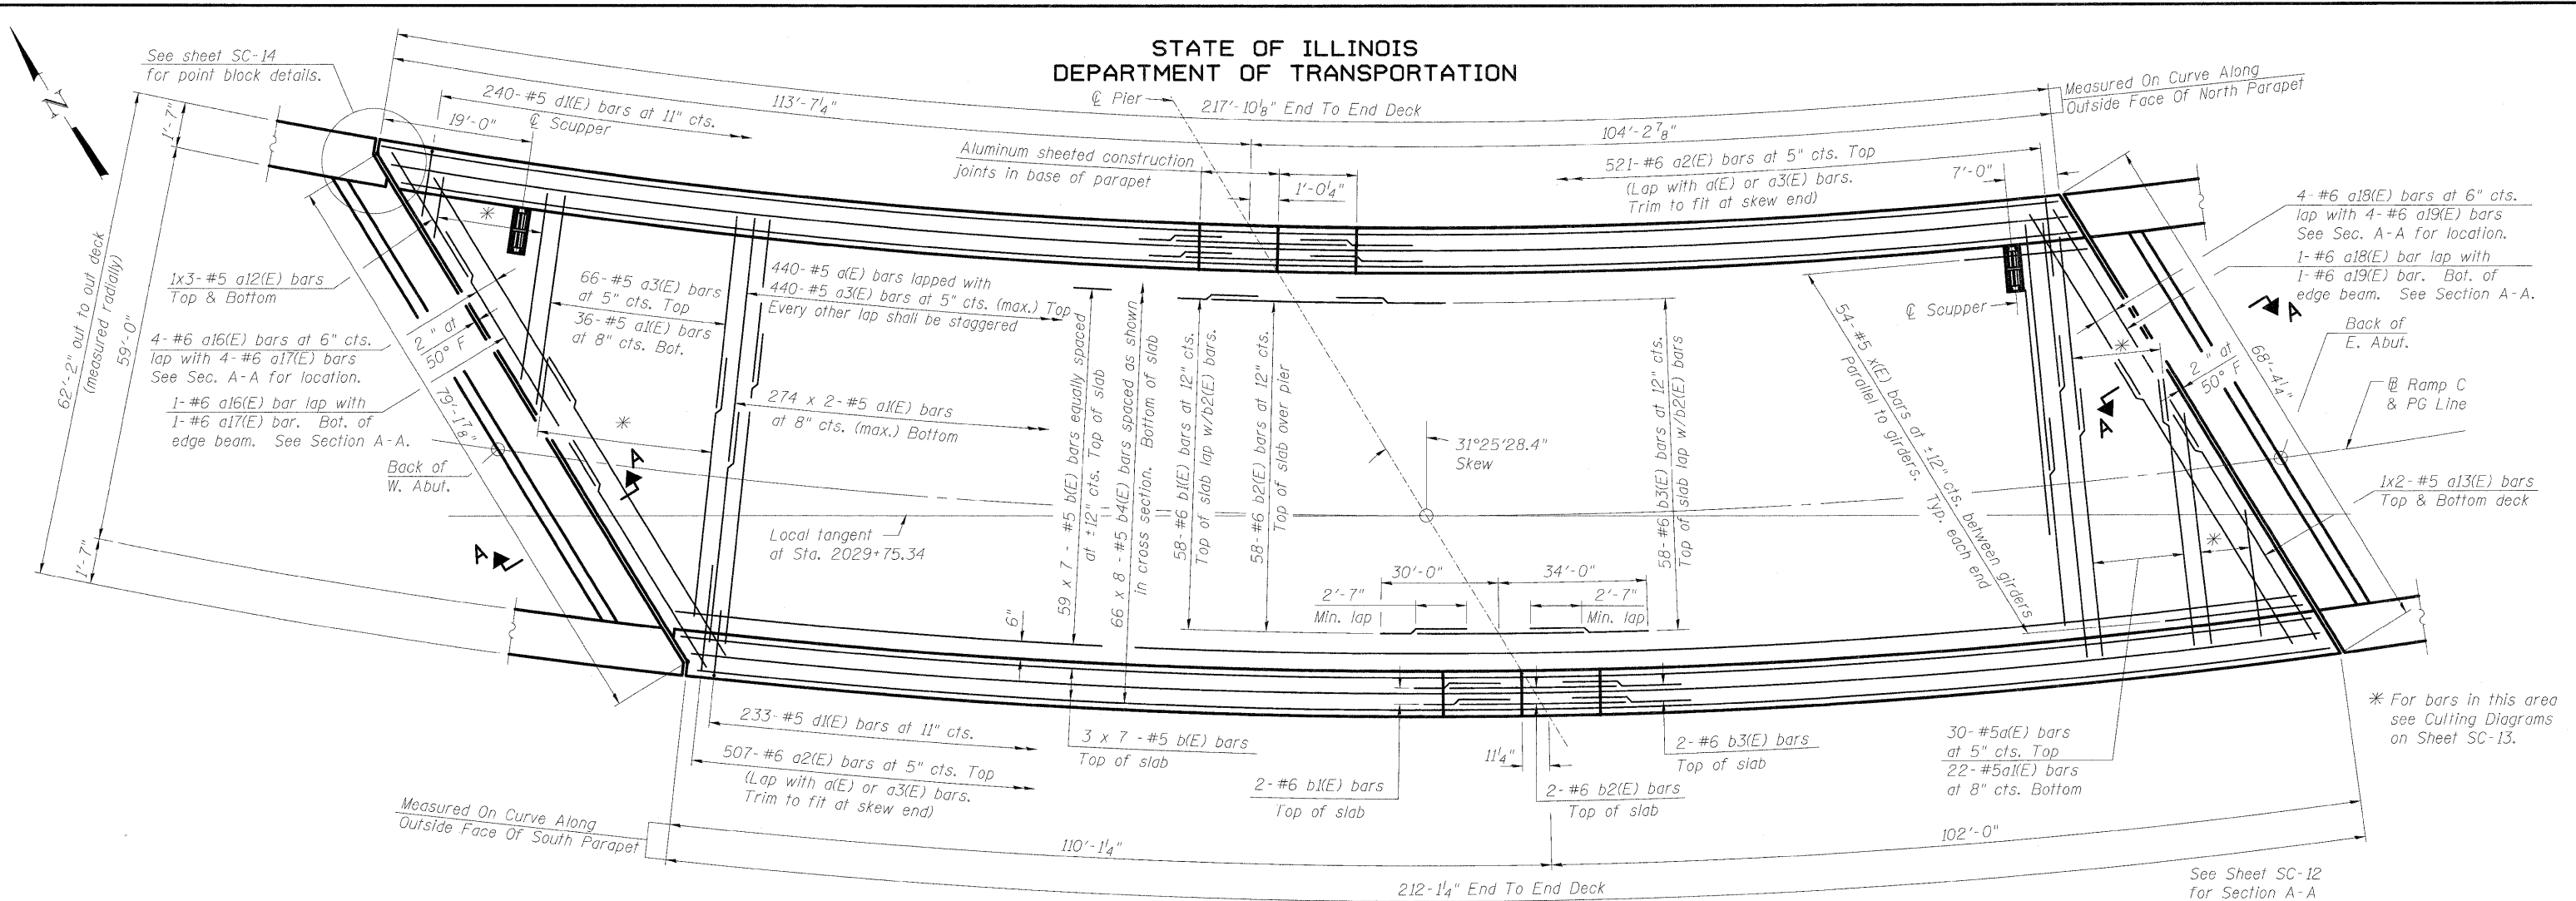 STATE OF ILLINOIS
DEPARTMENT OF TRANSPORTATION
N
See sheet SC-14
for point block details.
240-#5 d1(E) bars at 11" cts.
19'-0"
℄ Scupper
113'-7¼"
℄ Pier
217'-10⅛" End To End Deck
Measured On Curve Along
Outside Face Of North Parapet
104'-2⅞"
Aluminum sheeted construction
joints in base of parapet
1'-0¼"
521-#6 a2(E) bars at 5" cts. Top
(Lap with a(E) or a3(E) bars.
Trim to fit at skew end)
7'-0"
4-#6 a18(E) bars at 6" cts.
lap with 4-#6 a19(E) bars
See Sec. A-A for location.
1-#6 a18(E) bar lap with
1-#6 a19(E) bar. Bot. of
edge beam. See Section A-A.
1'-7"
62'-2" out to out deck
(measured radially)
59'-0"
1'-7"
1x3-#5 a12(E) bars
Top & Bottom
4-#6 a16(E) bars at 6" cts.
lap with 4-#6 a17(E) bars
See Sec. A-A for location.
1-#6 a16(E) bar lap with
1-#6 a17(E) bar. Bot. of
edge beam. See Section A-A.
2" at
50° F
79'-1⅞"
Back of
W. Abut.
66-#5 a3(E) bars
at 5" cts. Top
36-#5 a1(E) bars
at 8" cts. Bot.
440-#5 a(E) bars lapped with
440-#5 a3(E) bars at 5" cts. (max.) Top
Every other lap shall be staggered
274 x 2-#5 a1(E) bars
at 8" cts. (max.) Bottom
*
*
A
A
Local tangent
at Sta. 2029+75.34
59 x 7 - #5 b(E) bars equally spaced
at ±12" cts. Top of slab
66 x 8 - #5 b4(E) bars spaced as shown
in cross section. Bottom of slab
58-#6 b1(E) bars at 12" cts.
Top of slab lap w/b2(E) bars.
58-#6 b2(E) bars at 12" cts.
Top of slab over pier
31°25'28.4"
Skew
58-#6 b3(E) bars at 12" cts.
Top of slab lap w/b2(E) bars
54-#5 x(E) bars at ±12" cts. between girders
Parallel to girders. Typ. each end
℄ Scupper
*
2" at
50° F
68'-4¼"
A
A
Back of
E. Abut.
℄ Ramp C
& PG Line
1x2-#5 a13(E) bars
Top & Bottom deck
*
30'-0"
34'-0"
2'-7"
Min. lap
2'-7"
Min. lap
6"
233-#5 d1(E) bars at 11" cts.
507-#6 a2(E) bars at 5" cts. Top
(Lap with a(E) or a3(E) bars.
Trim to fit at skew end)
3 x 7 -#5 b(E) bars
Top of slab
2-#6 b1(E) bars
Top of slab
11¼"
2-#6 b2(E) bars
Top of slab
2-#6 b3(E) bars
Top of slab
30-#5a(E) bars
at 5" cts. Top
22-#5a1(E) bars
at 8" cts. Bottom
* For bars in this area
see Cutting Diagrams
on Sheet SC-13.
Measured On Curve Along
Outside Face Of South Parapet
110'-1¼"
102'-0"
212-1¼" End To End Deck
See Sheet SC-12
for Section A-A